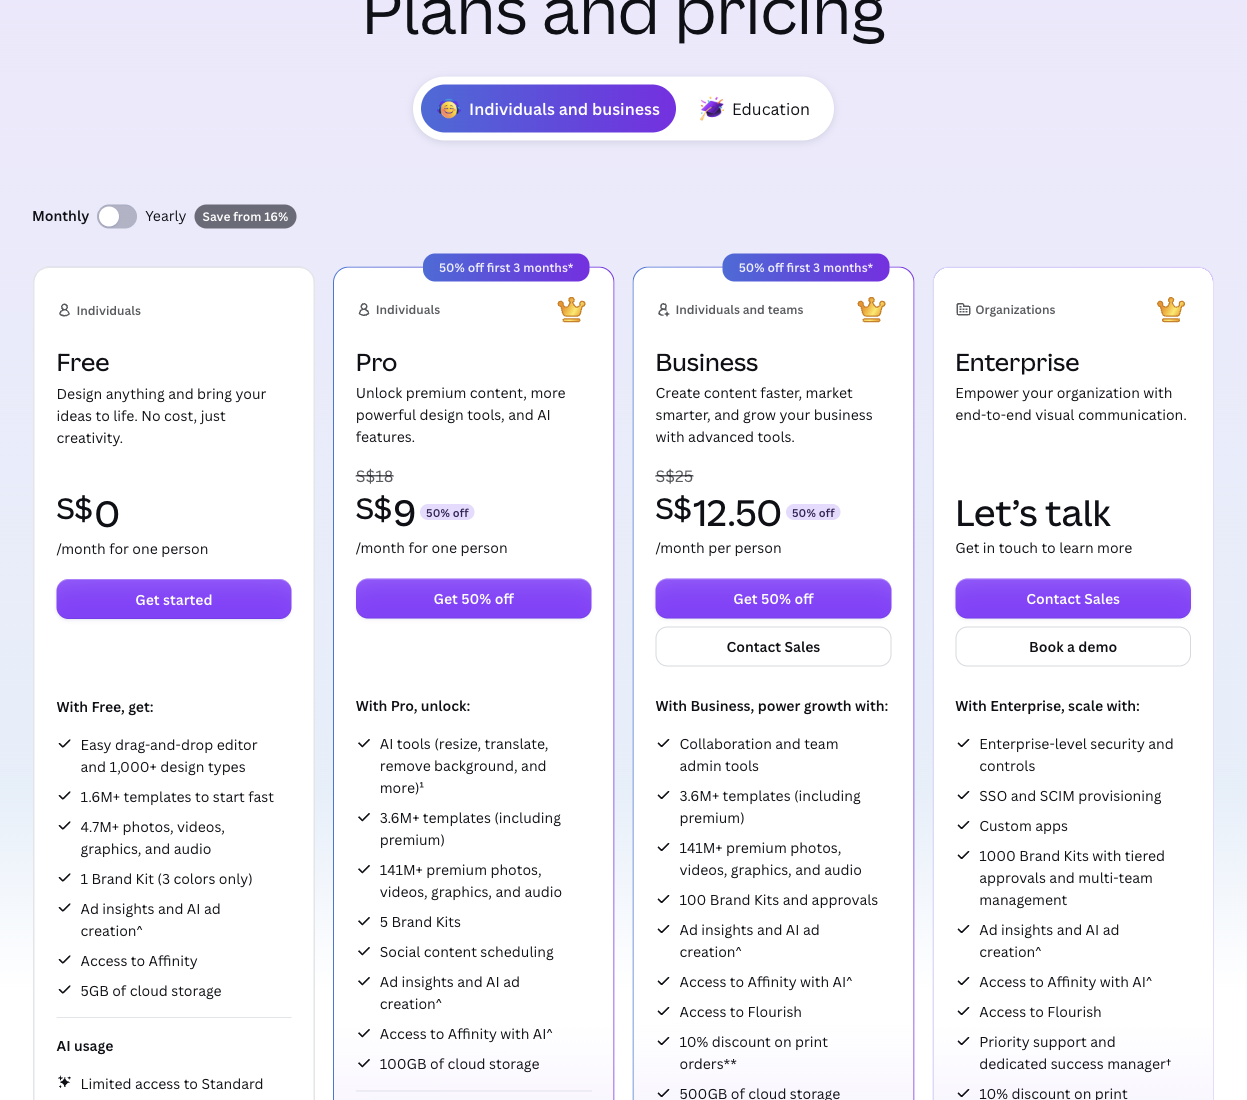 Plans and pricing
Individuals and business
Education
Monthly
Yearly
Save from 16%
Individuals
Free
Design anything and bring your
ideas to life. No cost, just
creativity.
S$0
/month for one person
Get started
With Free, get:
Easy drag-and-drop editor
and 1,000+ design types
1.6M+ templates to start fast
4.7M+ photos, videos,
graphics, and audio
1 Brand Kit (3 colors only)
Ad insights and AI ad
creation^
Access to Affinity
5GB of cloud storage
AI usage
Limited access to Standard
50% off first 3 months*
Individuals
Pro
Unlock premium content, more
powerful design tools, and AI
features.
S$18
S$9 50% off
/month for one person
Get 50% off
With Pro, unlock:
AI tools (resize, translate,
remove background, and
more)¹
3.6M+ templates (including
premium)
141M+ premium photos,
videos, graphics, and audio
5 Brand Kits
Social content scheduling
Ad insights and AI ad
creation^
Access to Affinity with AI^
100GB of cloud storage
50% off first 3 months*
Individuals and teams
Business
Create content faster, market
smarter, and grow your business
with advanced tools.
S$25
S$12.50 50% off
/month per person
Get 50% off
Contact Sales
With Business, power growth with:
Collaboration and team
admin tools
3.6M+ templates (including
premium)
141M+ premium photos,
videos, graphics, and audio
100 Brand Kits and approvals
Ad insights and AI ad
creation^
Access to Affinity with AI^
Access to Flourish
10% discount on print
orders**
500GB of cloud storage
Organizations
Enterprise
Empower your organization with
end-to-end visual communication.
Let’s talk
Get in touch to learn more
Contact Sales
Book a demo
With Enterprise, scale with:
Enterprise-level security and
controls
SSO and SCIM provisioning
Custom apps
1000 Brand Kits with tiered
approvals and multi-team
management
Ad insights and AI ad
creation^
Access to Affinity with AI^
Access to Flourish
Priority support and
dedicated success manager†
10% discount on print